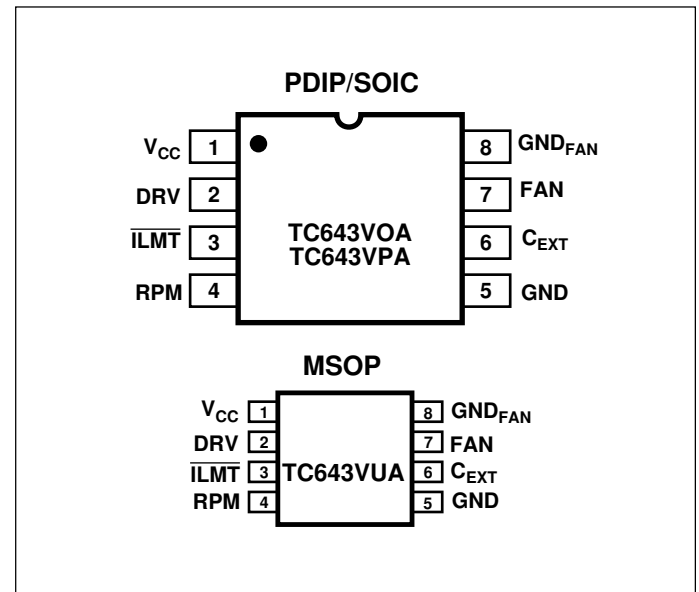 PDIP/SOIC
V_CC 1 8 GND_FAN
DRV 2 7 FAN
TC643VOA
ILMT 3 6 C_EXT
TC643VPA
RPM 4 5 GND
MSOP
V_CC 1 8 GND_FAN
DRV 2 7 FAN
ILMT 3 TC643VUA 6 C_EXT
RPM 4 5 GND